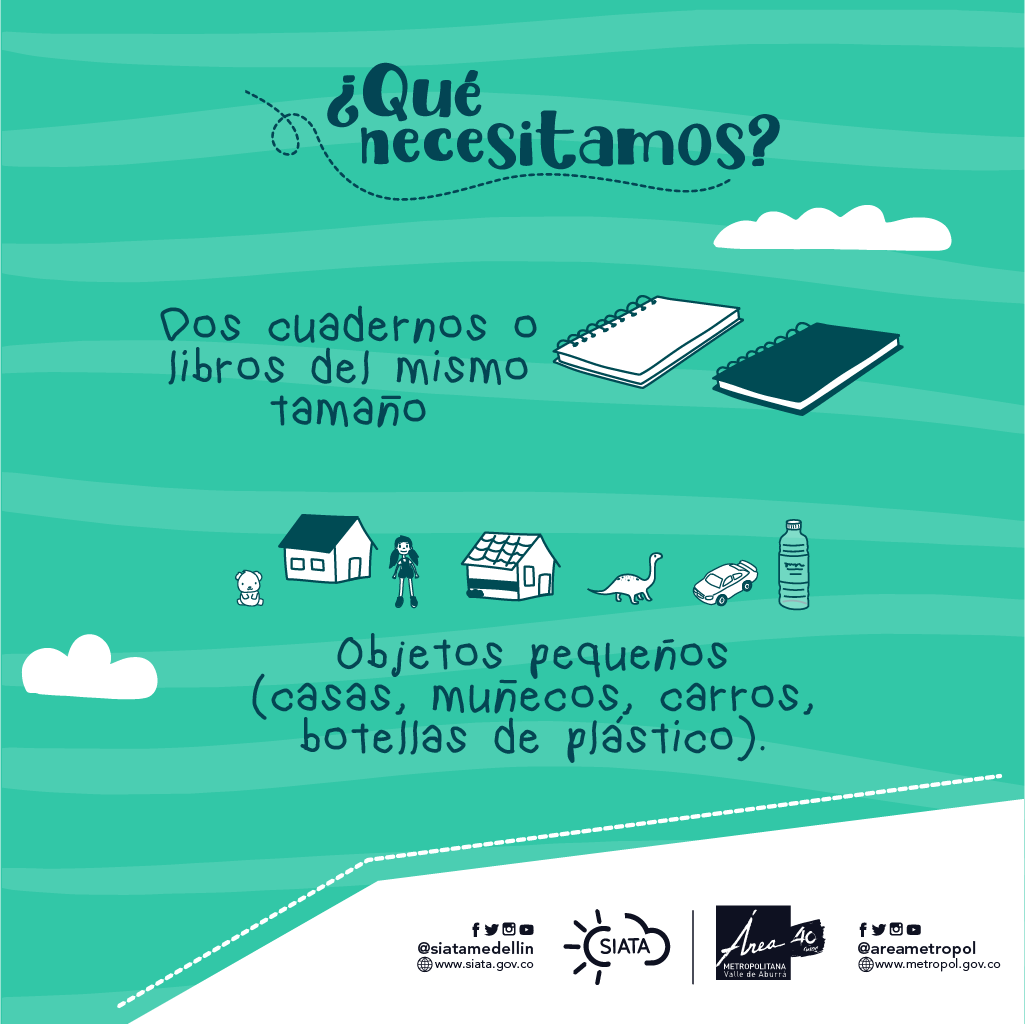 ¿Qué
necesitamos?
Dos cuadernos o
libros del mismo
tamaño
Objetos pequeños
(casas, muñecos, carros,
botellas de plástico).
@siatamedellin
www.siata.gov.co
SIATA
Área
METROPOLITANA
Valle de Aburrá
40
@areametropol
www.metropol.gov.co